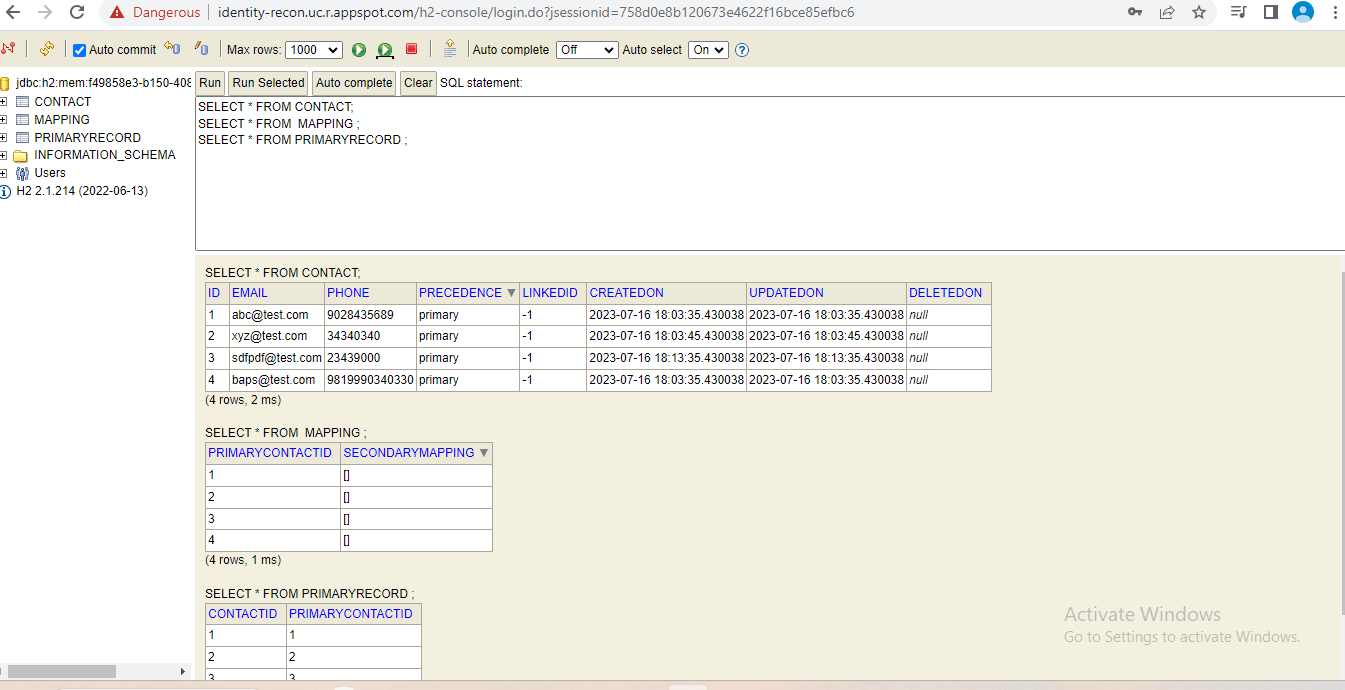 Dangerous identity-recon.uc.r.appspot.com/h2-console/login.do?jsessionid=758d0e8b120673e4622f16bce85efbc6
Auto commit Max rows: 1000 Auto complete Off Auto select On
jdbc:h2:mem:f49858e3-b150-408
CONTACT
MAPPING
PRIMARYRECORD
INFORMATION_SCHEMA
Users
H2 2.1.214 (2022-06-13)
Run Run Selected Auto complete Clear SQL statement:
SELECT * FROM CONTACT;
SELECT * FROM  MAPPING ;
SELECT * FROM PRIMARYRECORD ;
SELECT * FROM CONTACT;
ID EMAIL PHONE PRECEDENCE LINKEDID CREATEDON UPDATEDON DELETEDON
1 abc@test.com 9028435689 primary -1 2023-07-16 18:03:35.430038 2023-07-16 18:03:35.430038 null
2 xyz@test.com 34340340 primary -1 2023-07-16 18:03:45.430038 2023-07-16 18:03:45.430038 null
3 sdfpdf@test.com 23439000 primary -1 2023-07-16 18:13:35.430038 2023-07-16 18:13:35.430038 null
4 baps@test.com 9819990340330 primary -1 2023-07-16 18:03:35.430038 2023-07-16 18:03:35.430038 null
(4 rows, 2 ms)
SELECT * FROM  MAPPING ;
PRIMARYCONTACTID SECONDARYMAPPING
1 []
2 []
3 []
4 []
(4 rows, 1 ms)
SELECT * FROM PRIMARYRECORD ;
CONTACTID PRIMARYCONTACTID
1 1
2 2
3 3
Activate Windows
Go to Settings to activate Windows.